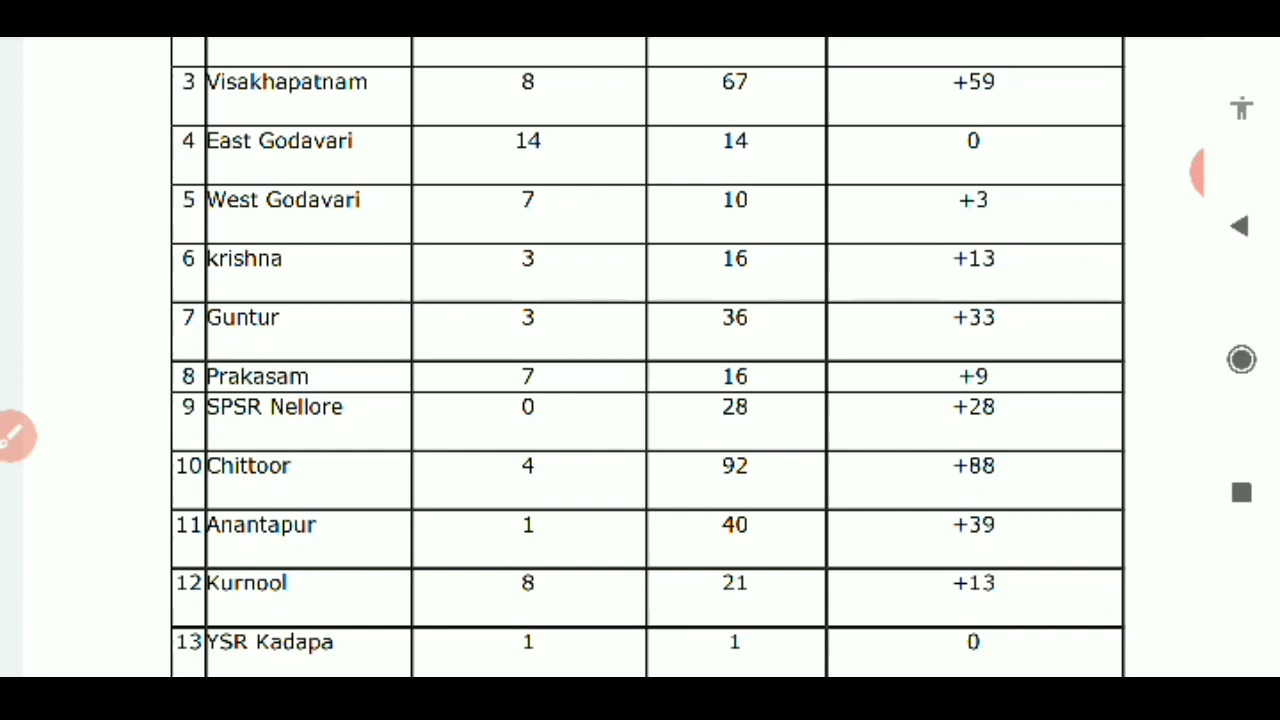 3 Visakhapatnam 8 67 +59
4 East Godavari 14 14 0
5 West Godavari 7 10 +3
6 krishna 3 16 +13
7 Guntur 3 36 +33
8 Prakasam 7 16 +9
9 SPSR Nellore 0 28 +28
10 Chittoor 4 92 +88
11 Anantapur 1 40 +39
12 Kurnool 8 21 +13
13 YSR Kadapa 1 1 0